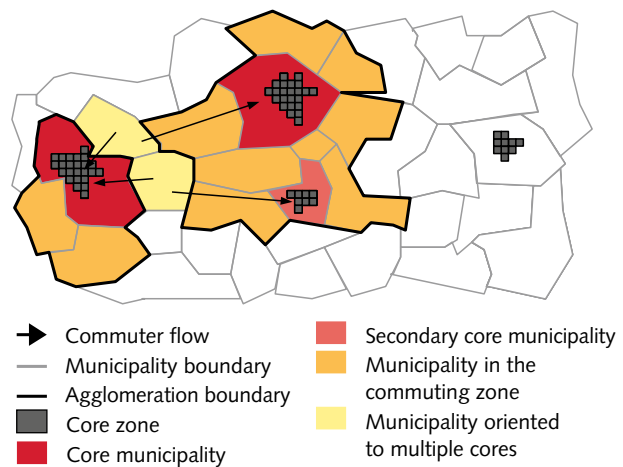 Commuter flow
Municipality boundary
Agglomeration boundary
Core zone
Core municipality
Secondary core municipality
Municipality in the
commuting zone
Municipality oriented
to multiple cores